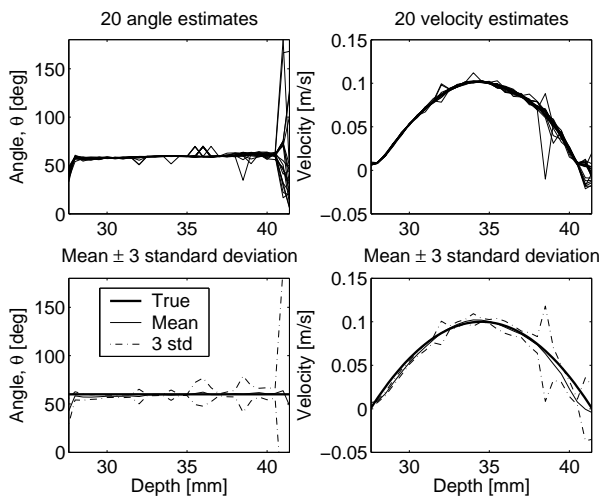 20 angle estimates
150
100
50
0
30
35
40
Angle, θ [deg]
20 velocity estimates
0.15
0.1
0.05
0
−0.05
30
35
40
Velocity [m/s]
Mean ± 3 standard deviation
150
100
50
0
30
35
40
Angle, θ [deg]
Depth [mm]
True
Mean
3 std
Mean ± 3 standard deviation
0.15
0.1
0.05
0
−0.05
30
35
40
Velocity [m/s]
Depth [mm]